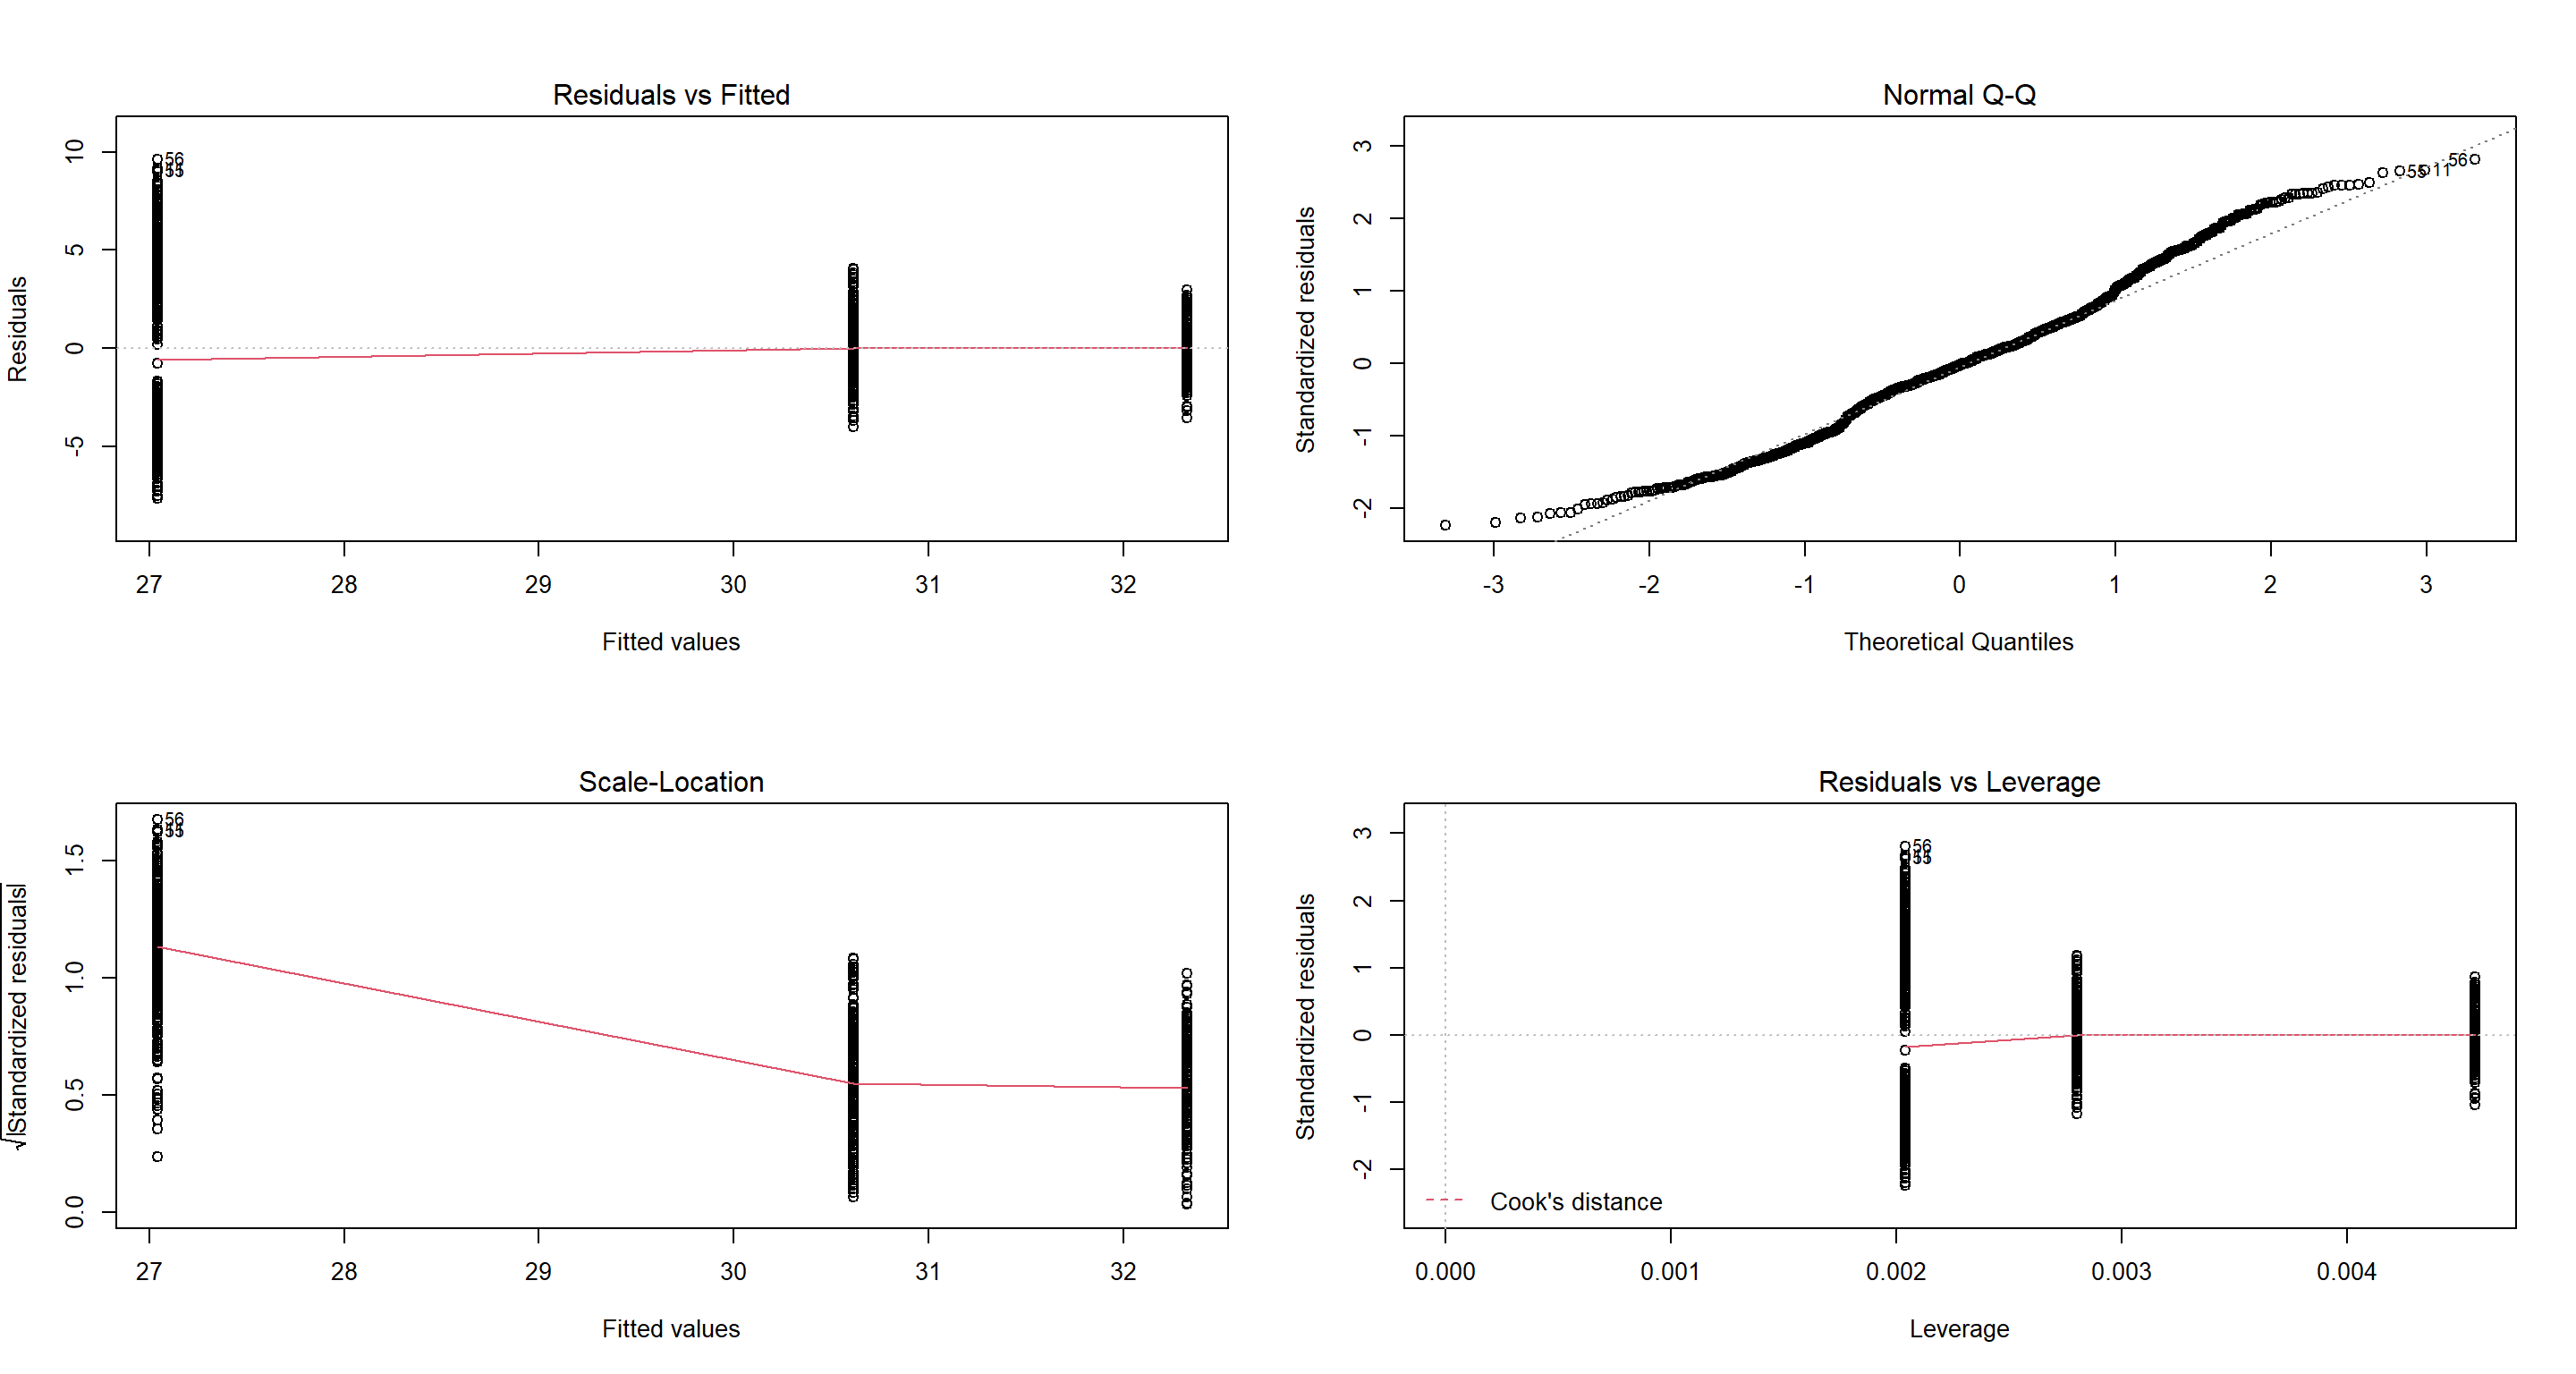 Residuals vs Fitted
Residuals
10
5
0
-5
56
55
27 28 29 30 31 32
Fitted values
Normal Q-Q
Standardized residuals
3
2
1
0
-1
-2
55 11 56
-3 -2 -1 0 1 2 3
Theoretical Quantiles
Scale-Location
√|Standardized residuals|
1.5
1.0
0.5
0.0
56
27 28 29 30 31 32
Fitted values
Residuals vs Leverage
Standardized residuals
3
2
1
0
-1
-2
56
Cook's distance
0.000 0.001 0.002 0.003 0.004
Leverage